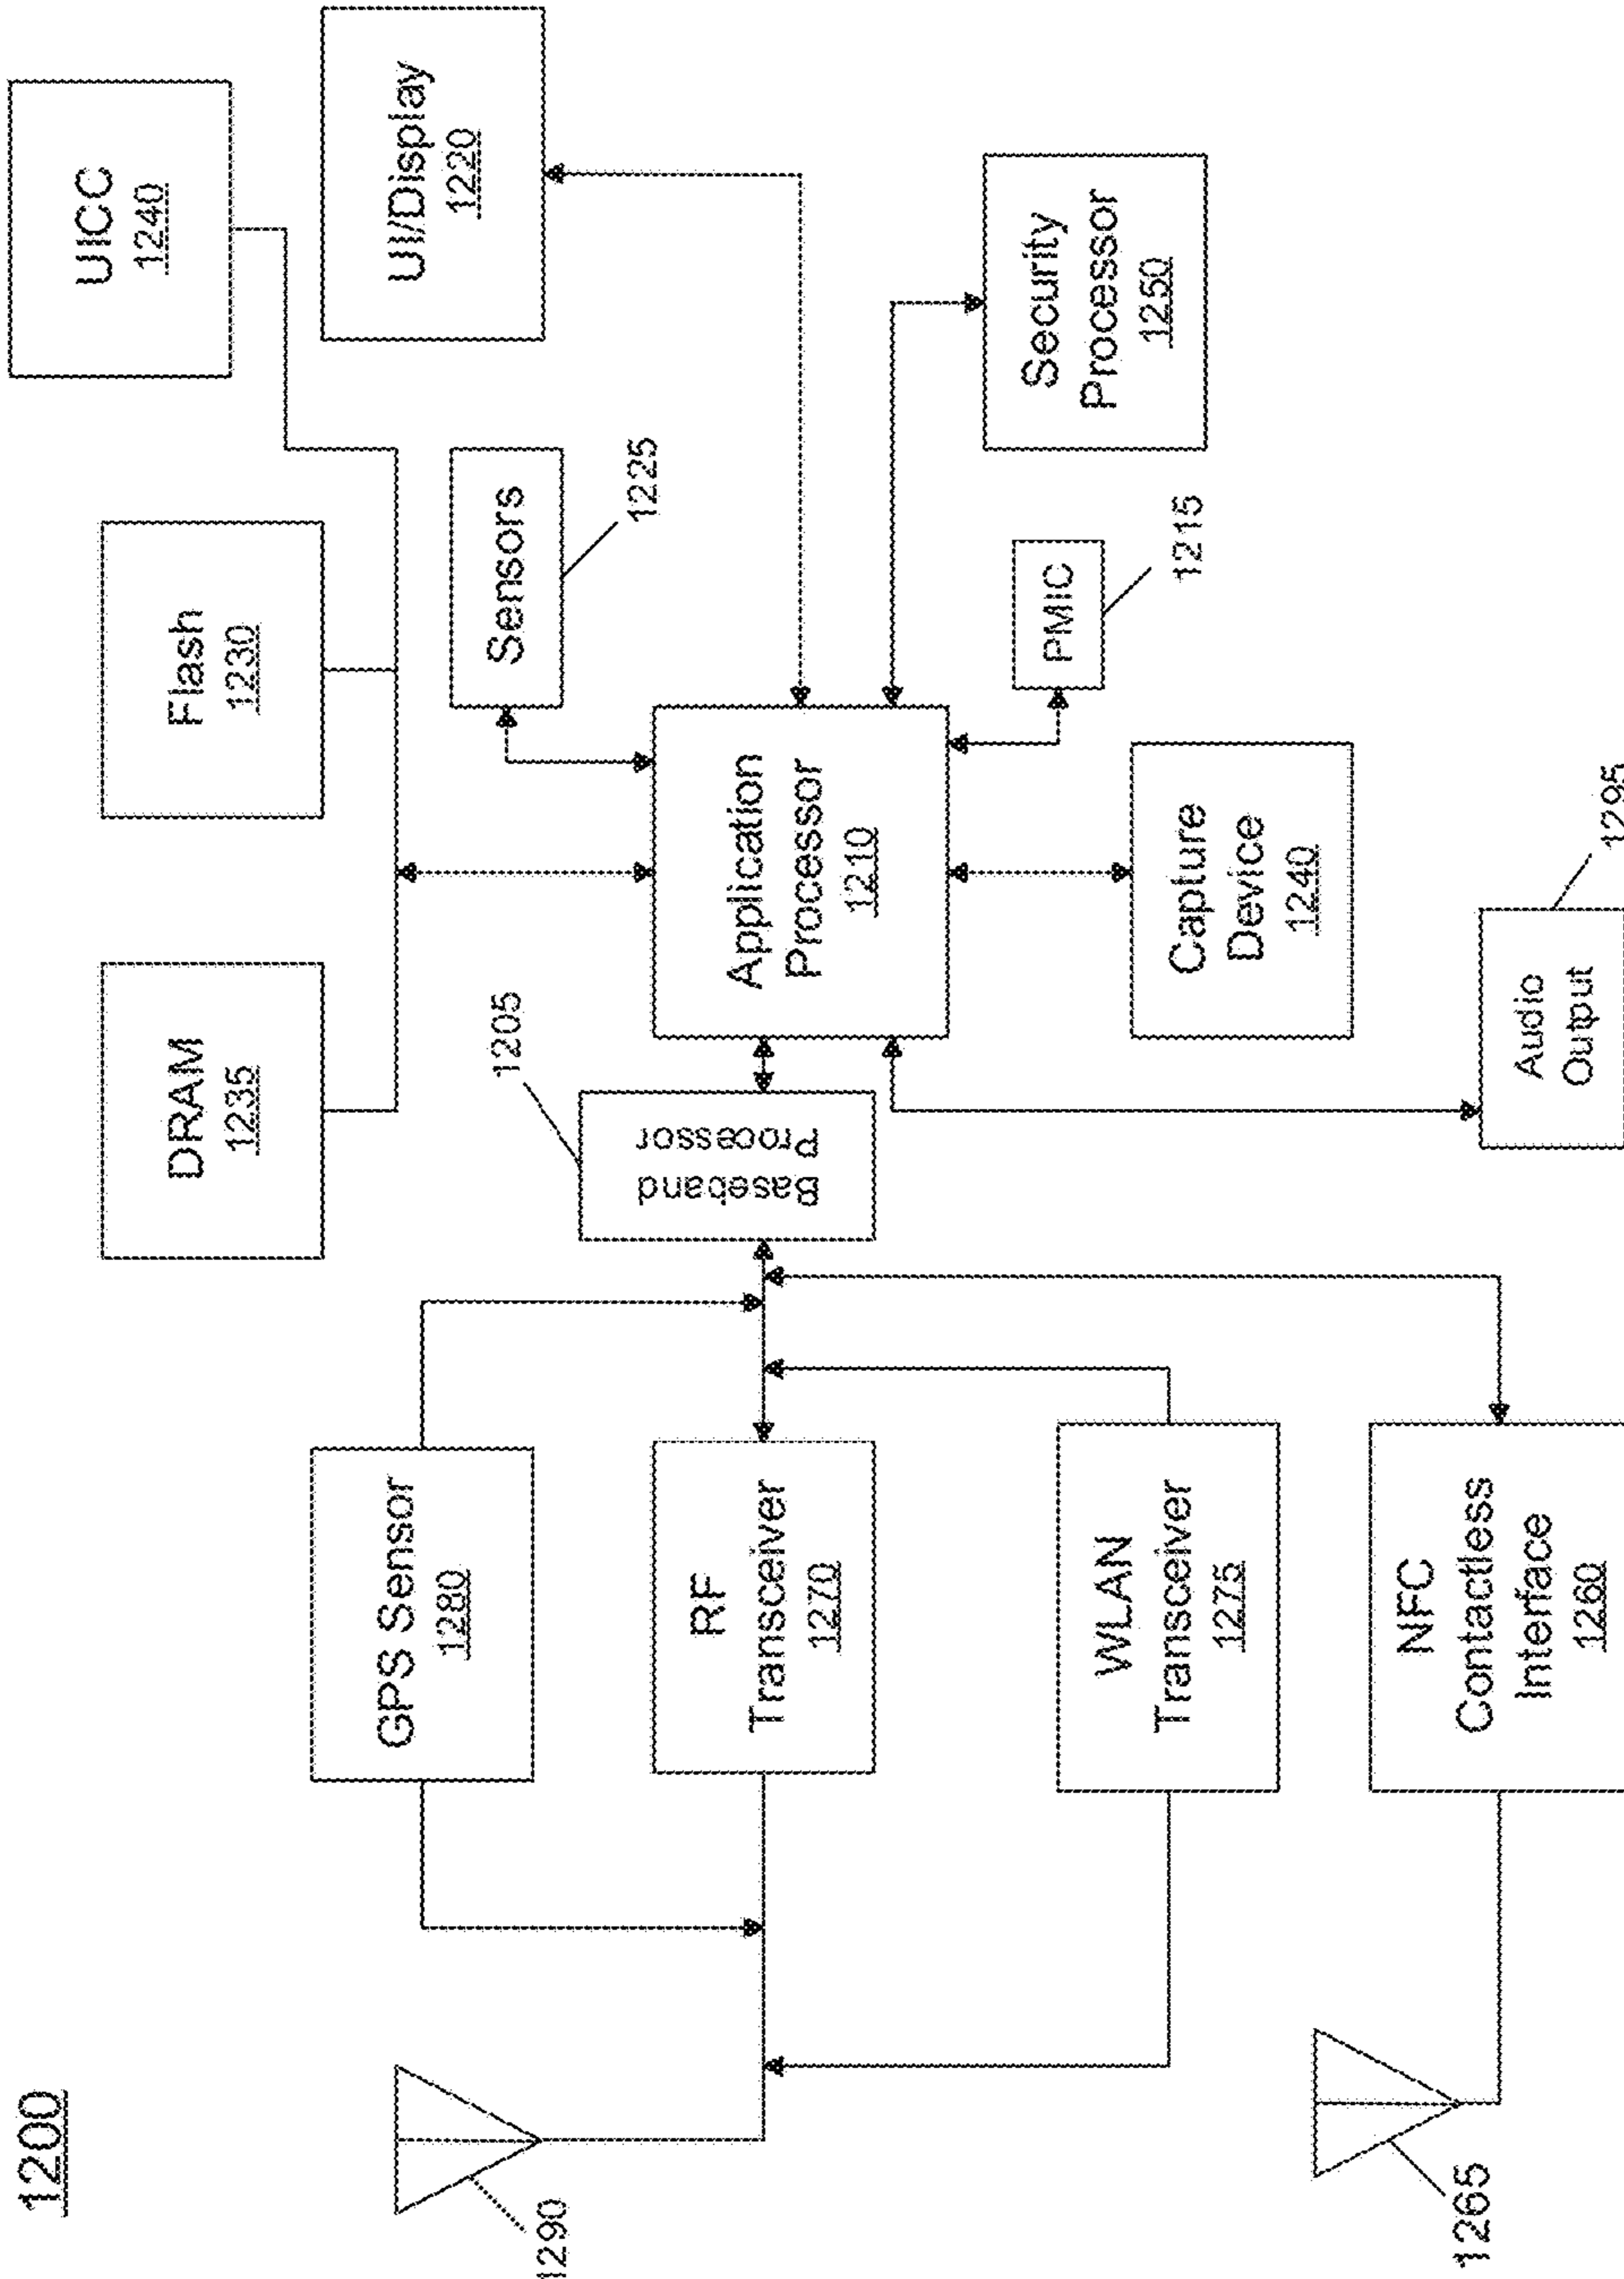 1200
UICC
1240
UI/Display
1220
Flash
1230
DRAM
1235
Sensors
1225
Security
Processor
1250
PMIC
1215
Application
Processor
1210
Capture
Device
1240
Audio
Output
1295
1205
Baseband
Processor
GPS Sensor
1280
RF
Transceiver
1270
WLAN
Transceiver
1275
NFC
Contactless
Interface
1260
1290
1265